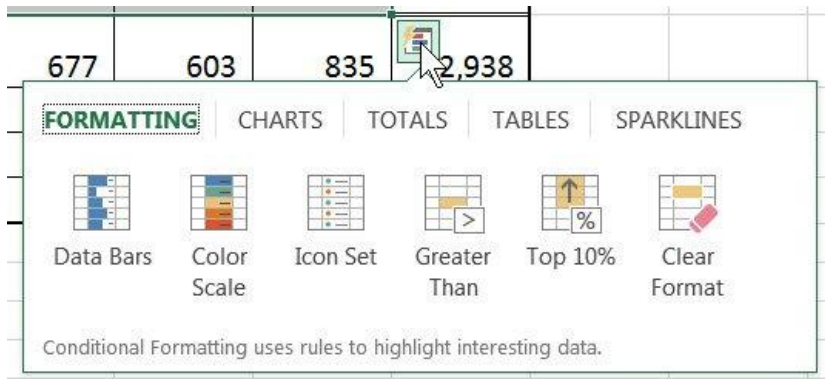 677 603 835 2,938
FORMATTING CHARTS TOTALS TABLES SPARKLINES
> %
Data Bars Color Scale Icon Set Greater Than Top 10% Clear Format
Conditional Formatting uses rules to highlight interesting data.